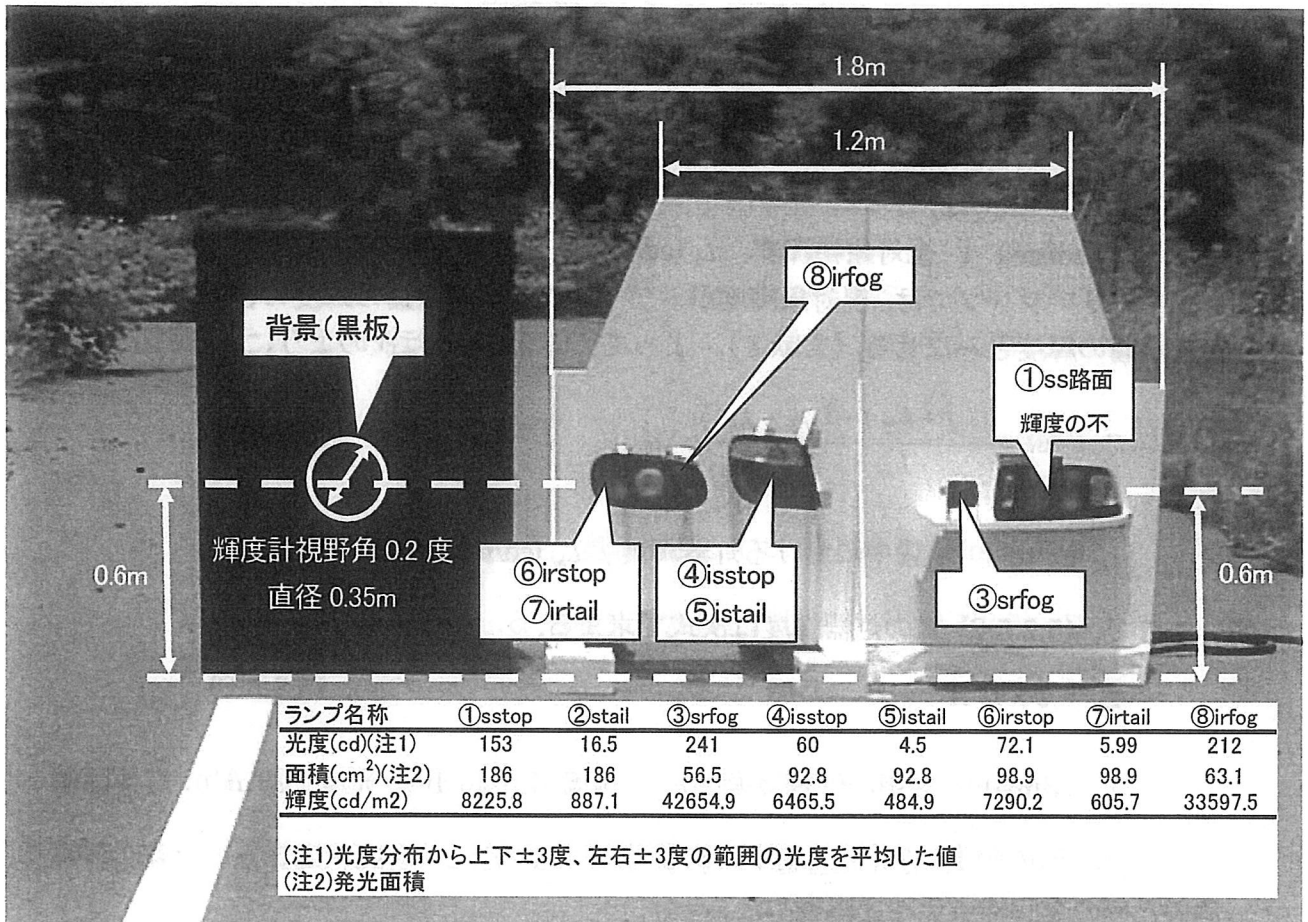 1.8m
1.2m
⑧irfog
背景(黒板)
①ss路面
輝度の不
輝度計視野角 0.2 度
直径 0.35m
0.6m
⑥irstop
⑦irtail
④isstop
⑤istail
③srfog
0.6m
ランプ名称 ①sstop ②stail ③srfog ④isstop ⑤istail ⑥irstop ⑦irtail ⑧irfog
光度(cd)(注1) 153 16.5 241 60 4.5 72.1 5.99 212
面積(cm²)(注2) 186 186 56.5 92.8 92.8 98.9 98.9 63.1
輝度(cd/m2) 8225.8 887.1 42654.9 6465.5 484.9 7290.2 605.7 33597.5
(注1)光度分布から上下±3度、左右±3度の範囲の光度を平均した値
(注2)発光面積